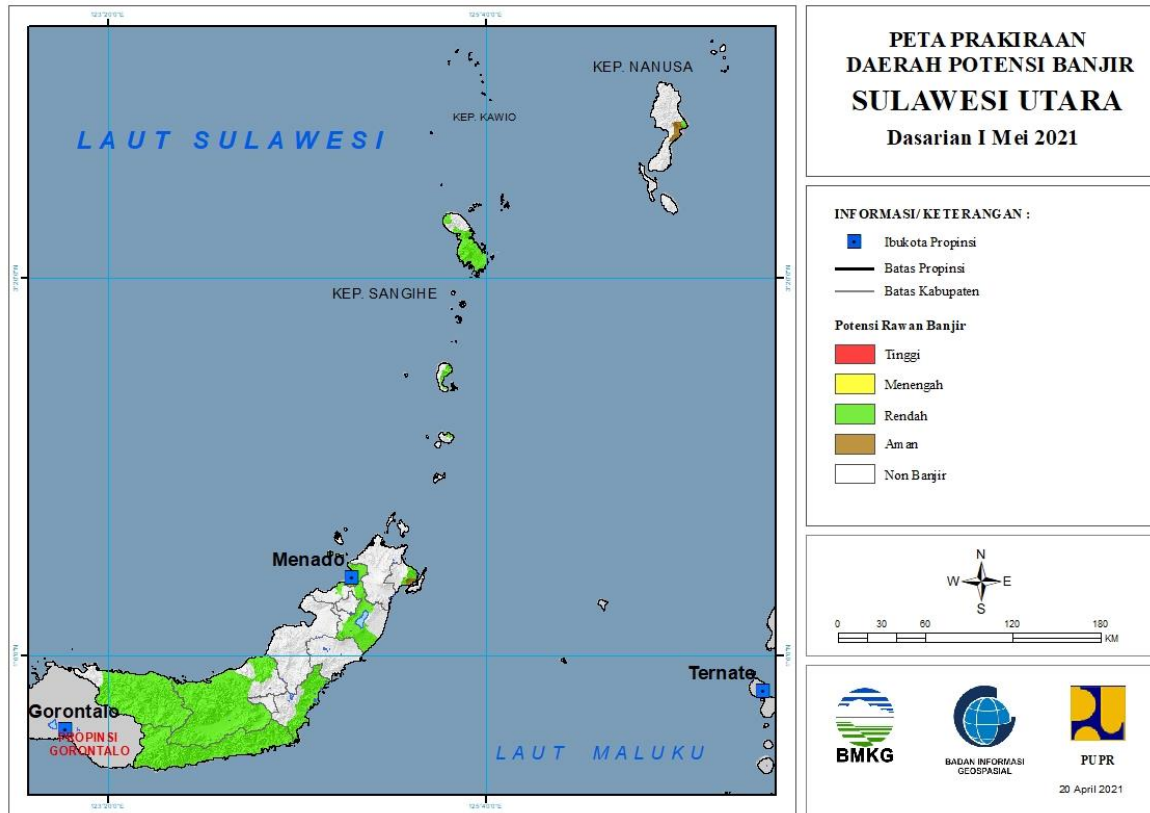 PETA PRAKIRAAN
DAERAH POTENSI BANJIR
SULAWESI UTARA
Dasarian I Mei 2021
INFORMASI/ KETERANGAN :
Ibukota Propinsi
Batas Propinsi
Batas Kabupaten
Potensi Rawan Banjir
Tinggi
Menengah
Rendah
Aman
Non Banjir
N
W E
S
0 30 60 120 180
KM
BMKG
BADAN INFORMASI
GEOSPASIAL
PUPR
20 April 2021
KEP. NANUSA
KEP. KAWIO
LAUT SULAWESI
KEP. SANGIHE
Menado
Ternate
Gorontalo
PROPINSI
GORONTALO
LAUT MALUKU